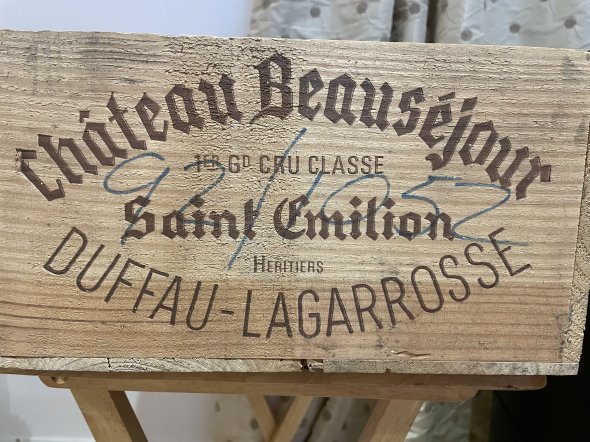 Château Beauséjour
1ER GD CRU CLASSE
Saint Emilion
HERITIERS
DUFFAU-LAGARROSSE